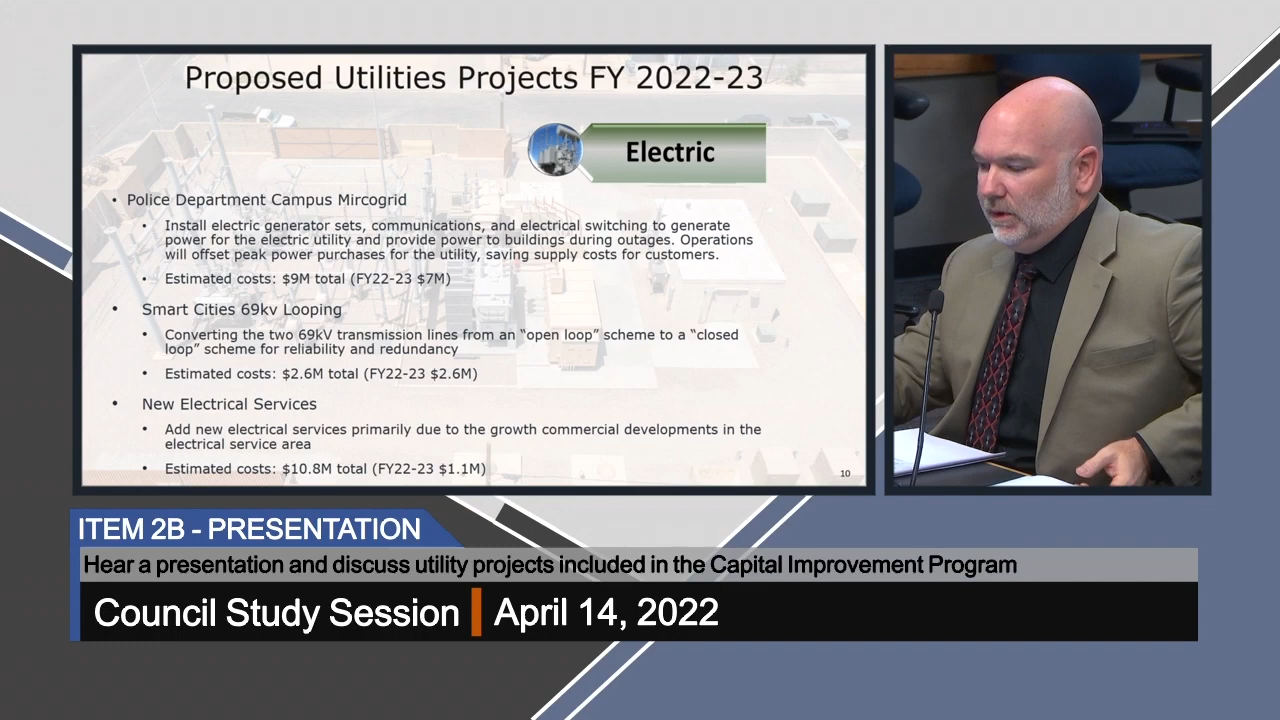 Proposed Utilities Projects FY 2022-23
Electric
• Police Department Campus Mircogrid
• Install electric generator sets, communications, and electrical switching to generate
power for the electric utility and provide power to buildings during outages. Operations
will offset peak power purchases for the utility, saving supply costs for customers.
• Estimated costs: $9M total (FY22-23 $7M)
• Smart Cities 69kv Looping
• Converting the two 69kV transmission lines from an “open loop” scheme to a “closed
loop” scheme for reliability and redundancy
• Estimated costs: $2.6M total (FY22-23 $2.6M)
• New Electrical Services
• Add new electrical services primarily due to the growth commercial developments in the
electrical service area
• Estimated costs: $10.8M total (FY22-23 $1.1M)
10
ITEM 2B - PRESENTATION
Hear a presentation and discuss utility projects included in the Capital Improvement Program
Council Study Session | April 14, 2022